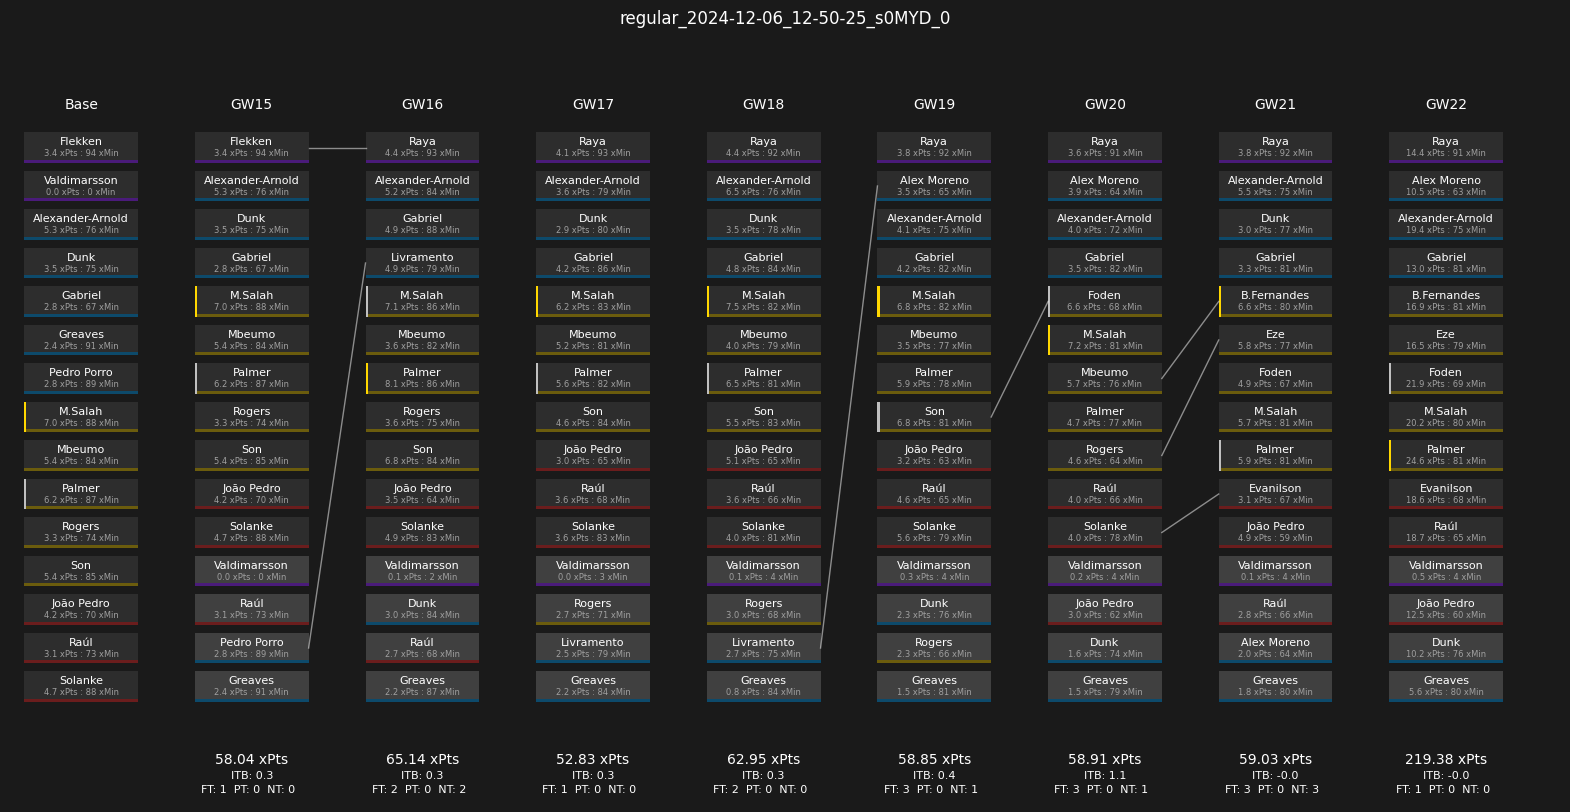 regular_2024-12-06_12-50-25_s0MYD_0
Base
Flekken
3.4 xPts : 94 xMin
Valdimarsson
0.0 xPts : 0 xMin
Alexander-Arnold
5.3 xPts : 76 xMin
Dunk
3.5 xPts : 75 xMin
Gabriel
2.8 xPts : 67 xMin
Greaves
2.4 xPts : 91 xMin
Pedro Porro
2.8 xPts : 89 xMin
M.Salah
7.0 xPts : 88 xMin
Mbeumo
5.4 xPts : 84 xMin
Palmer
6.2 xPts : 87 xMin
Rogers
3.3 xPts : 74 xMin
Son
5.4 xPts : 85 xMin
João Pedro
4.2 xPts : 70 xMin
Raúl
3.1 xPts : 73 xMin
Solanke
4.7 xPts : 88 xMin
GW15
Flekken
3.4 xPts : 94 xMin
Alexander-Arnold
5.3 xPts : 76 xMin
Dunk
3.5 xPts : 75 xMin
Gabriel
2.8 xPts : 67 xMin
M.Salah
7.0 xPts : 88 xMin
Mbeumo
5.4 xPts : 84 xMin
Palmer
6.2 xPts : 87 xMin
Rogers
3.3 xPts : 74 xMin
Son
5.4 xPts : 85 xMin
João Pedro
4.2 xPts : 70 xMin
Solanke
4.7 xPts : 88 xMin
Valdimarsson
0.0 xPts : 0 xMin
Raúl
3.1 xPts : 73 xMin
Pedro Porro
2.8 xPts : 89 xMin
Greaves
2.4 xPts : 91 xMin
58.04 xPts
ITB: 0.3
FT: 1 PT: 0 NT: 0
GW16
Raya
4.4 xPts : 93 xMin
Alexander-Arnold
5.2 xPts : 84 xMin
Gabriel
4.9 xPts : 88 xMin
Livramento
4.9 xPts : 79 xMin
M.Salah
7.1 xPts : 86 xMin
Mbeumo
3.6 xPts : 82 xMin
Palmer
8.1 xPts : 86 xMin
Rogers
3.6 xPts : 75 xMin
Son
6.8 xPts : 84 xMin
João Pedro
3.5 xPts : 64 xMin
Solanke
4.9 xPts : 83 xMin
Valdimarsson
0.1 xPts : 2 xMin
Dunk
3.0 xPts : 84 xMin
Raúl
2.7 xPts : 68 xMin
Greaves
2.2 xPts : 87 xMin
65.14 xPts
ITB: 0.3
FT: 2 PT: 0 NT: 2
GW17
Raya
4.1 xPts : 93 xMin
Alexander-Arnold
3.6 xPts : 79 xMin
Dunk
2.9 xPts : 80 xMin
Gabriel
4.2 xPts : 86 xMin
M.Salah
6.2 xPts : 83 xMin
Mbeumo
5.2 xPts : 81 xMin
Palmer
5.6 xPts : 82 xMin
Son
4.6 xPts : 84 xMin
João Pedro
3.0 xPts : 65 xMin
Raúl
3.6 xPts : 68 xMin
Solanke
3.6 xPts : 83 xMin
Valdimarsson
0.0 xPts : 3 xMin
Rogers
2.7 xPts : 71 xMin
Livramento
2.5 xPts : 79 xMin
Greaves
2.2 xPts : 84 xMin
52.83 xPts
ITB: 0.3
FT: 1 PT: 0 NT: 0
GW18
Raya
4.4 xPts : 92 xMin
Alexander-Arnold
6.5 xPts : 76 xMin
Dunk
3.5 xPts : 78 xMin
Gabriel
4.8 xPts : 84 xMin
M.Salah
7.5 xPts : 82 xMin
Mbeumo
4.0 xPts : 79 xMin
Palmer
6.5 xPts : 81 xMin
Son
5.5 xPts : 83 xMin
João Pedro
5.1 xPts : 65 xMin
Raúl
3.6 xPts : 66 xMin
Solanke
4.0 xPts : 81 xMin
Valdimarsson
0.1 xPts : 4 xMin
Rogers
3.0 xPts : 68 xMin
Livramento
2.7 xPts : 75 xMin
Greaves
0.8 xPts : 84 xMin
62.95 xPts
ITB: 0.3
FT: 2 PT: 0 NT: 0
GW19
Raya
3.8 xPts : 92 xMin
Alex Moreno
3.5 xPts : 65 xMin
Alexander-Arnold
4.1 xPts : 75 xMin
Gabriel
4.2 xPts : 82 xMin
M.Salah
6.8 xPts : 82 xMin
Mbeumo
3.5 xPts : 77 xMin
Palmer
5.9 xPts : 78 xMin
Son
6.8 xPts : 81 xMin
João Pedro
3.2 xPts : 63 xMin
Raúl
4.6 xPts : 65 xMin
Solanke
5.6 xPts : 79 xMin
Valdimarsson
0.3 xPts : 4 xMin
Dunk
2.3 xPts : 76 xMin
Rogers
2.3 xPts : 66 xMin
Greaves
1.5 xPts : 81 xMin
58.85 xPts
ITB: 0.4
FT: 3 PT: 0 NT: 1
GW20
Raya
3.6 xPts : 91 xMin
Alex Moreno
3.9 xPts : 64 xMin
Alexander-Arnold
4.0 xPts : 72 xMin
Gabriel
3.5 xPts : 82 xMin
Foden
6.6 xPts : 68 xMin
M.Salah
7.2 xPts : 81 xMin
Mbeumo
5.7 xPts : 76 xMin
Palmer
4.7 xPts : 77 xMin
Rogers
4.6 xPts : 64 xMin
Raúl
4.0 xPts : 66 xMin
Solanke
4.0 xPts : 78 xMin
Valdimarsson
0.2 xPts : 4 xMin
João Pedro
3.0 xPts : 62 xMin
Dunk
1.6 xPts : 74 xMin
Greaves
1.5 xPts : 79 xMin
58.91 xPts
ITB: 1.1
FT: 3 PT: 0 NT: 1
GW21
Raya
3.8 xPts : 92 xMin
Alexander-Arnold
5.5 xPts : 75 xMin
Dunk
3.0 xPts : 77 xMin
Gabriel
3.3 xPts : 81 xMin
B.Fernandes
6.6 xPts : 80 xMin
Eze
5.8 xPts : 77 xMin
Foden
4.9 xPts : 67 xMin
M.Salah
5.7 xPts : 81 xMin
Palmer
5.9 xPts : 81 xMin
Evanilson
3.1 xPts : 67 xMin
João Pedro
4.9 xPts : 59 xMin
Valdimarsson
0.1 xPts : 4 xMin
Raúl
2.8 xPts : 66 xMin
Alex Moreno
2.0 xPts : 64 xMin
Greaves
1.8 xPts : 80 xMin
59.03 xPts
ITB: -0.0
FT: 3 PT: 0 NT: 3
GW22
Raya
14.4 xPts : 91 xMin
Alex Moreno
10.5 xPts : 63 xMin
Alexander-Arnold
19.4 xPts : 75 xMin
Gabriel
13.0 xPts : 81 xMin
B.Fernandes
16.9 xPts : 81 xMin
Eze
16.5 xPts : 79 xMin
Foden
21.9 xPts : 69 xMin
M.Salah
20.2 xPts : 80 xMin
Palmer
24.6 xPts : 81 xMin
Evanilson
18.6 xPts : 68 xMin
Raúl
18.7 xPts : 65 xMin
Valdimarsson
0.5 xPts : 4 xMin
João Pedro
12.5 xPts : 60 xMin
Dunk
10.2 xPts : 76 xMin
Greaves
5.6 xPts : 80 xMin
219.38 xPts
ITB: -0.0
FT: 1 PT: 0 NT: 0